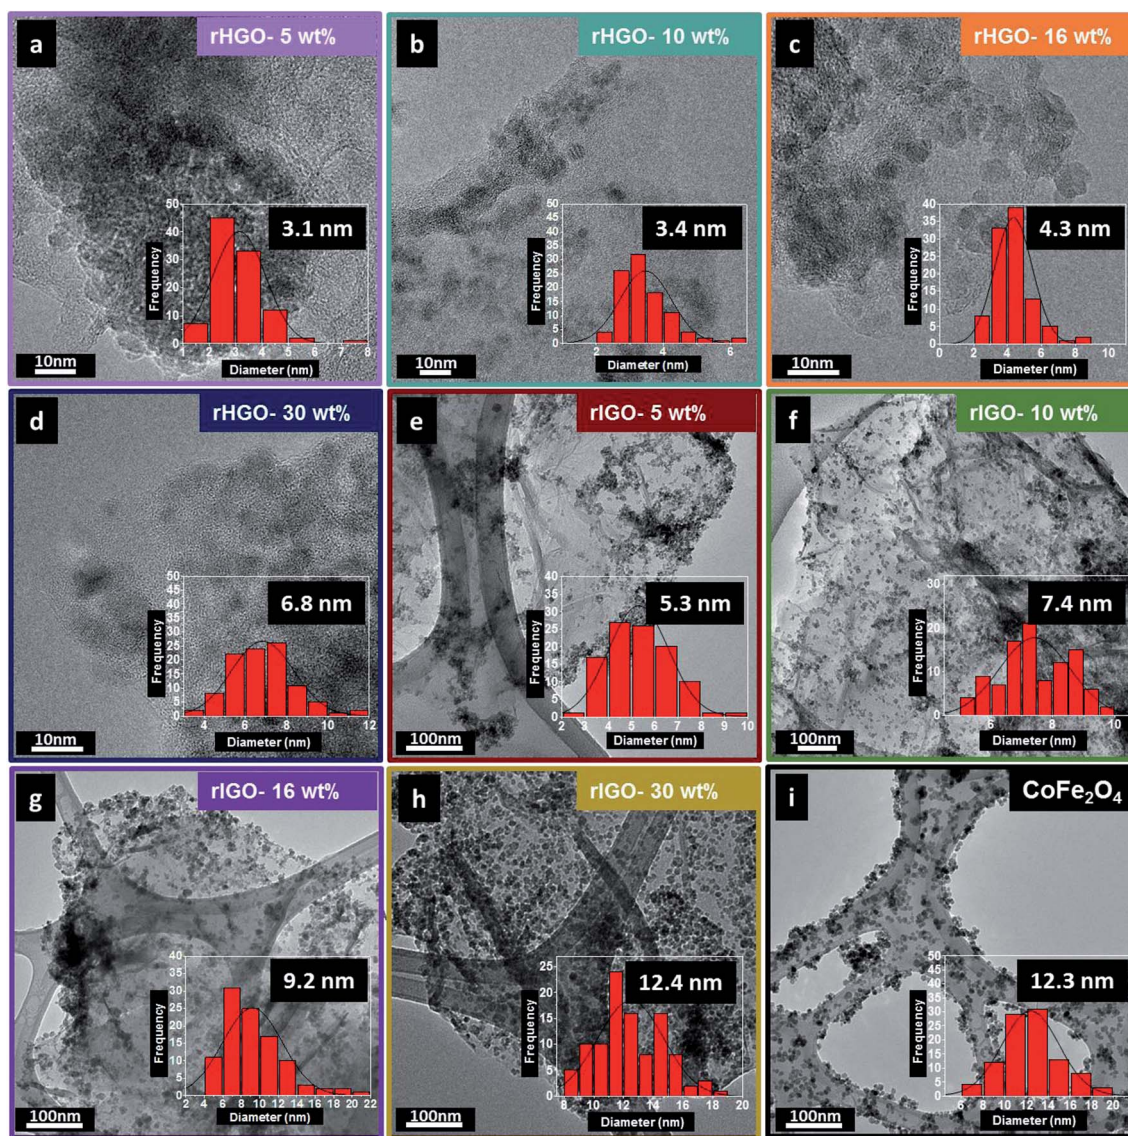 a
rHGO- 5 wt%
50
45
40
35
30
25
20
15
10
5
0
Frequency
3.1 nm
1 2 3 4 5 6 7 8
Diameter (nm)
10nm
b
rHGO- 10 wt%
50
45
40
35
30
25
20
15
10
5
0
Frequency
3.4 nm
2 4 6
Diameter (nm)
10nm
c
rHGO- 16 wt%
40
35
30
25
20
15
10
5
0
Frequency
4.3 nm
0 2 4 6 8 10
Diameter (nm)
10nm
d
rHGO- 30 wt%
50
45
40
35
30
25
20
15
10
5
0
Frequency
6.8 nm
4 6 8 10 12
Diameter (nm)
10nm
e
rIGO- 5 wt%
40
35
30
25
20
15
10
5
0
Frequency
5.3 nm
2 3 4 5 6 7 8 9 10
Diameter (nm)
100nm
f
rIGO- 10 wt%
30
20
10
0
Frequency
7.4 nm
6 8 10
Diameter (nm)
100nm
g
rIGO- 16 wt%
40
35
30
25
20
15
10
5
0
Frequency
9.2 nm
2 4 6 8 10 12 14 16 18 20 22
Diameter (nm)
100nm
h
rIGO- 30 wt%
25
20
15
10
5
0
Frequency
12.4 nm
8 10 12 14 16 18 20
Diameter (nm)
100nm
i
CoFe₂O₄
50
45
40
35
30
25
20
15
10
5
0
Frequency
12.3 nm
6 8 10 12 14 16 18 20
Diameter (nm)
100nm